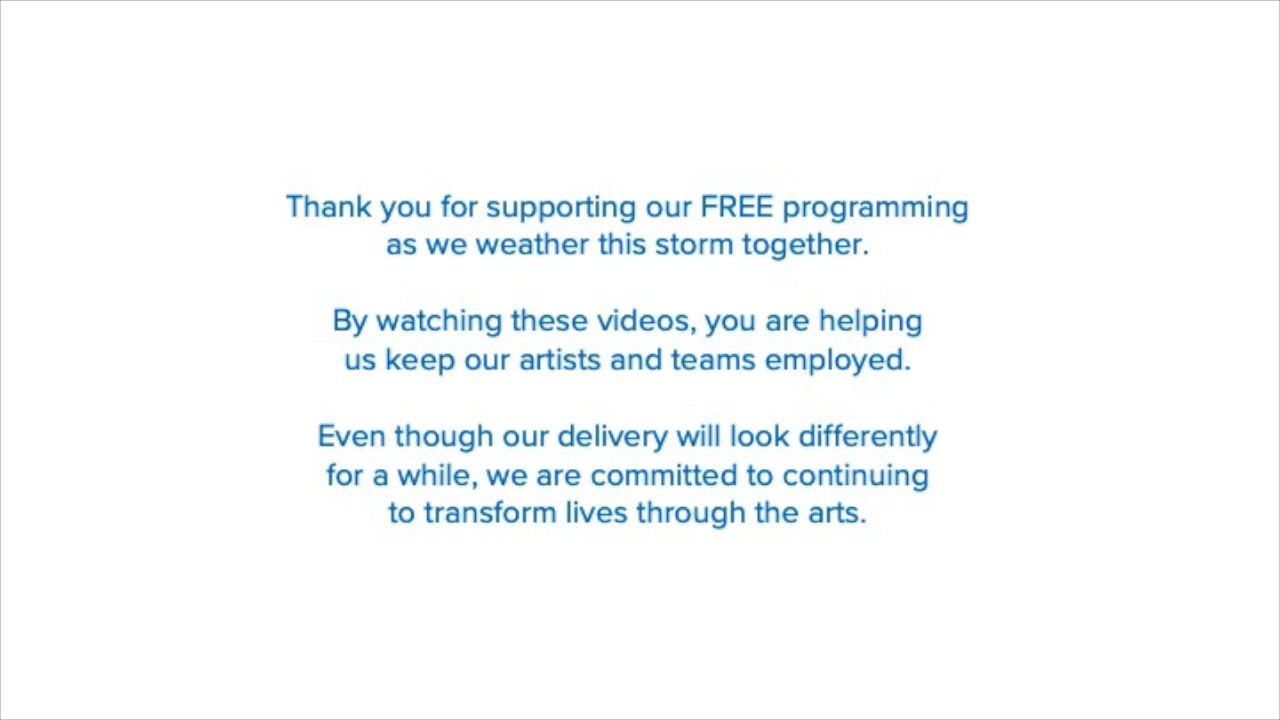 Thank you for supporting our FREE programming
as we weather this storm together.
By watching these videos, you are helping
us keep our artists and teams employed.
Even though our delivery will look differently
for a while, we are committed to continuing
to transform lives through the arts.